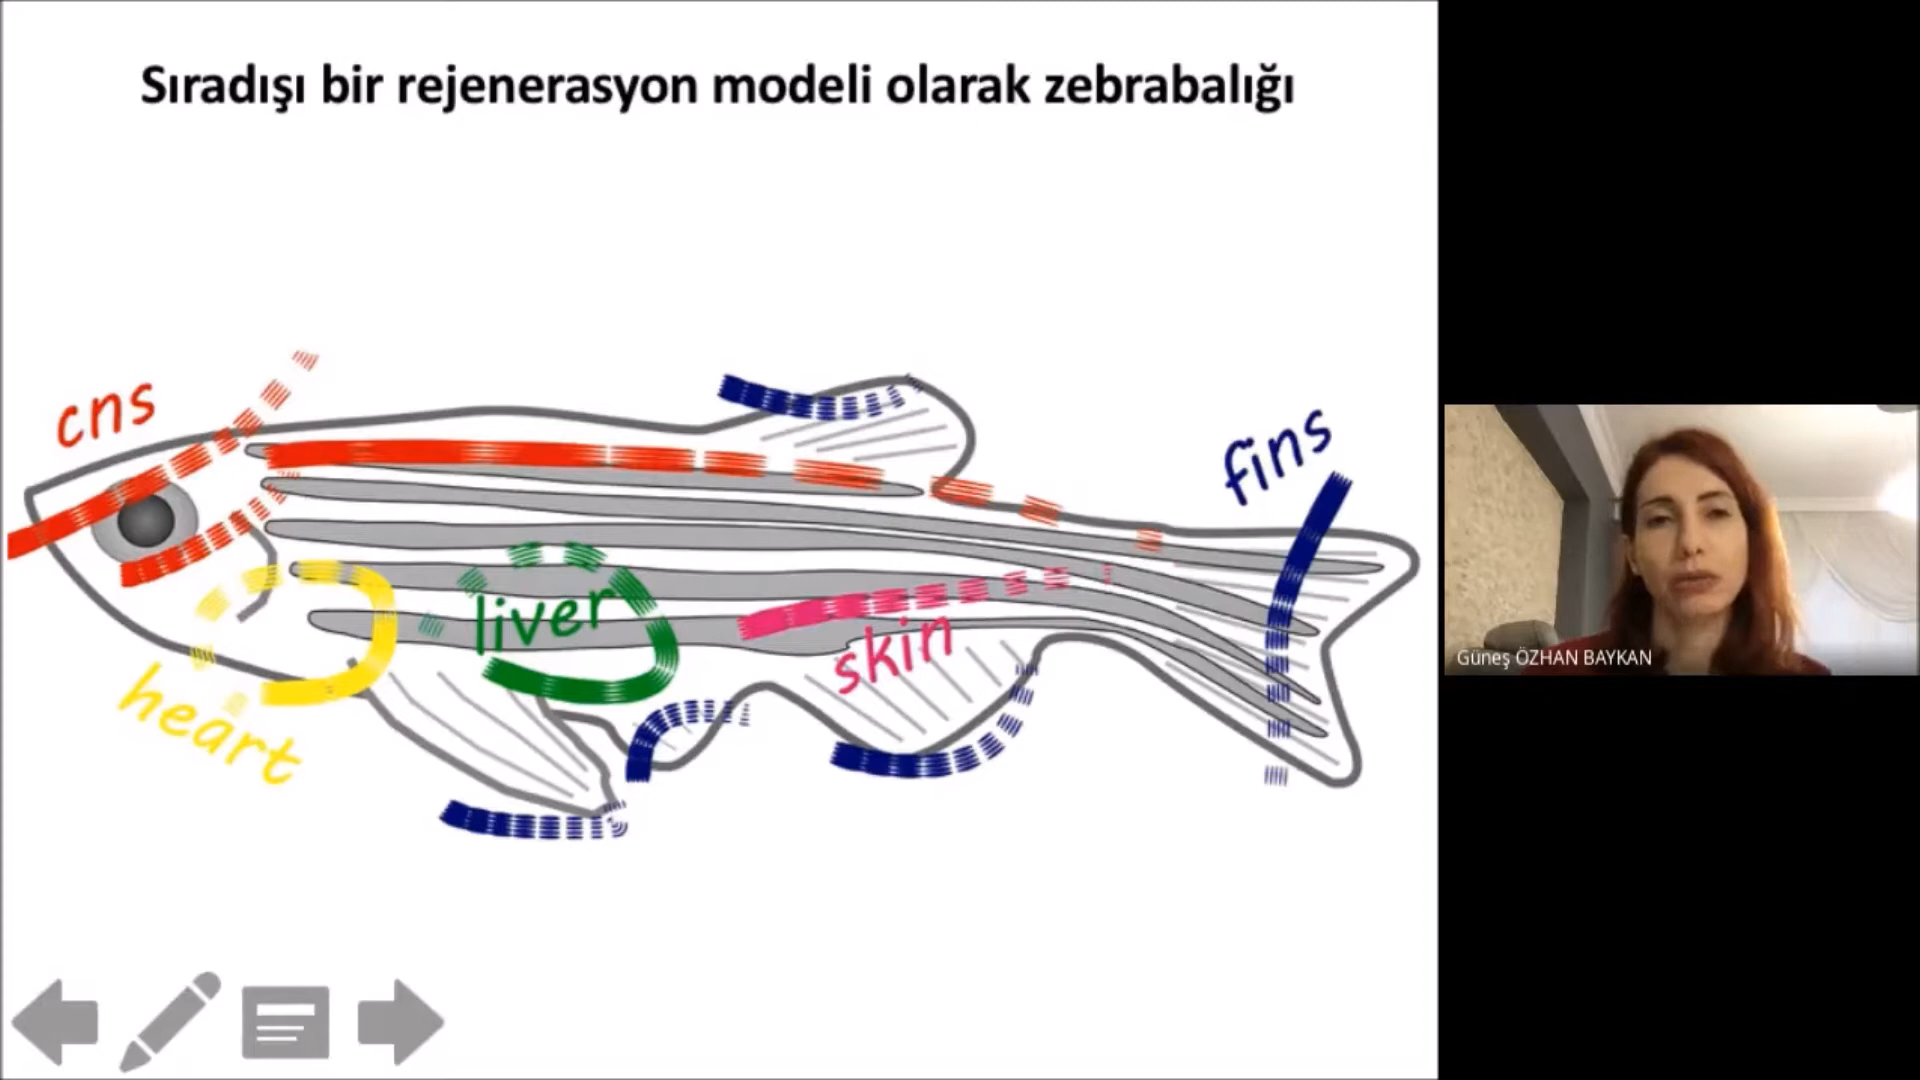 Sıradışı bir rejenerasyon modeli olarak zebrabalığı
cns
fins
liver
skin
heart
Güneş ÖZHAN BAYKAN